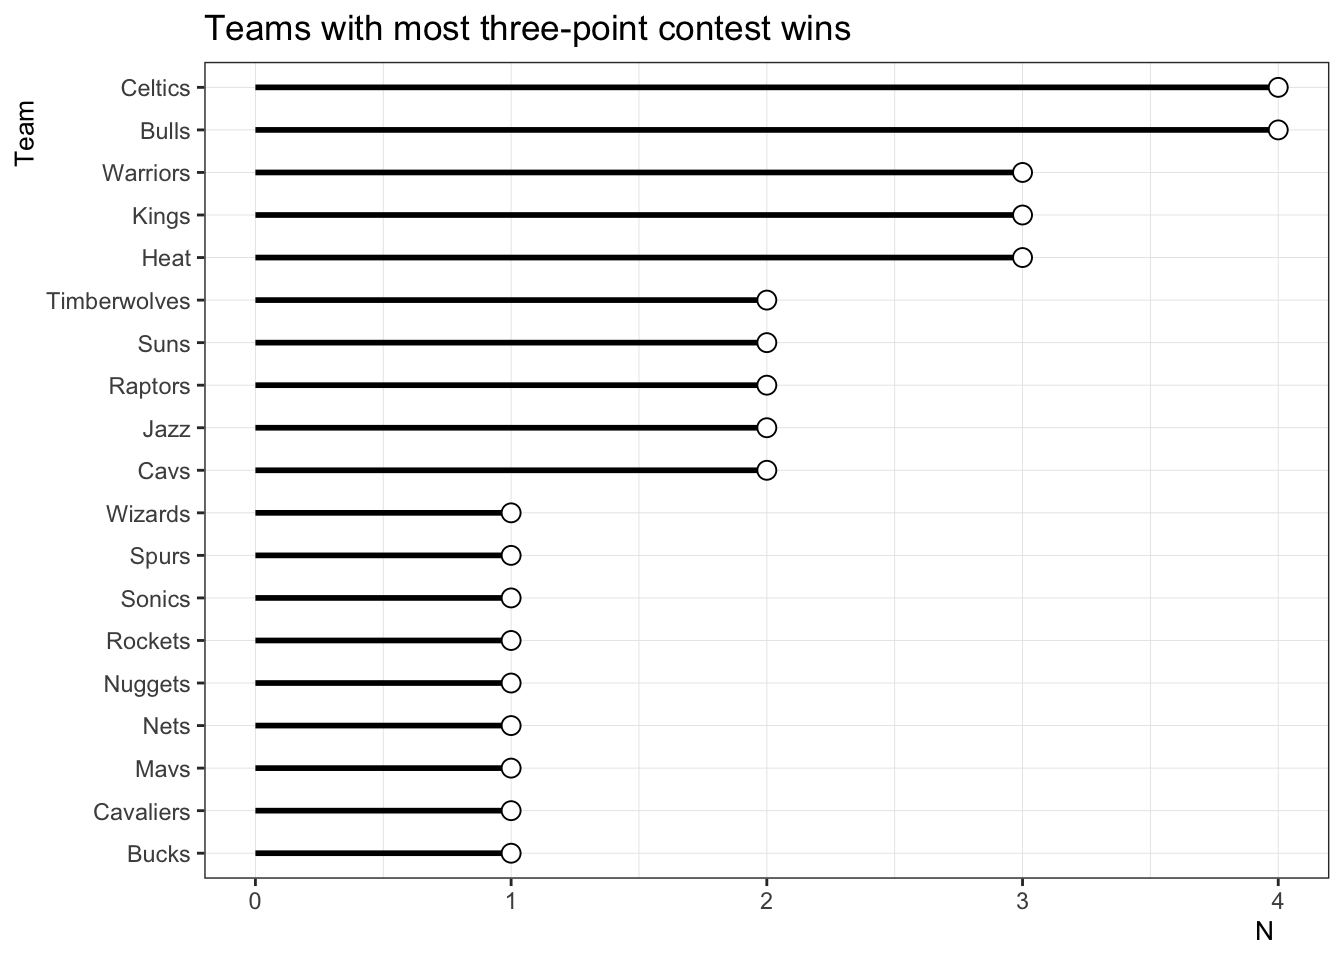 Teams with most three-point contest wins
Team
Celtics
Bulls
Warriors
Kings
Heat
Timberwolves
Suns
Raptors
Jazz
Cavs
Wizards
Spurs
Sonics
Rockets
Nuggets
Nets
Mavs
Cavaliers
Bucks
0 1 2 3 4
N